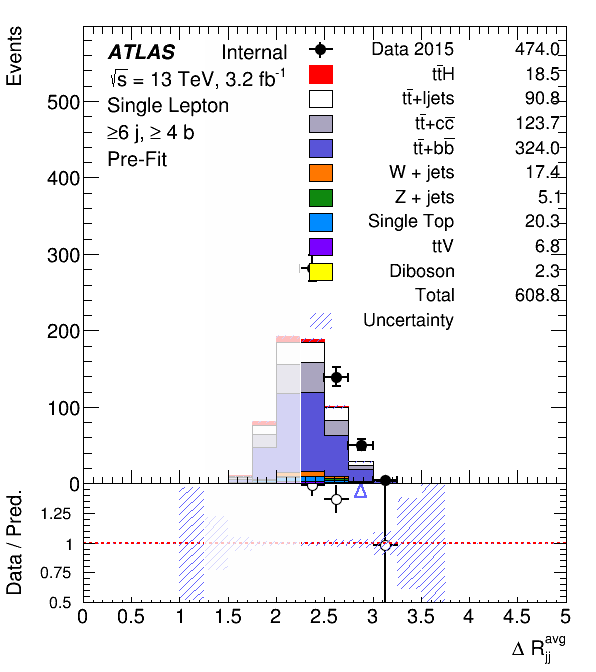 Events
ATLAS Internal
√s = 13 TeV, 3.2 fb⁻¹
Single Lepton
≥6 j, ≥ 4 b
Pre-Fit
Data 2015 474.0
tt̄H 18.5
tt̄+ljets 90.8
tt̄+cc̄ 123.7
tt̄+bb̄ 324.0
W + jets 17.4
Z + jets 5.1
Single Top 20.3
ttV 6.8
Diboson 2.3
Total 608.8
Uncertainty
500
400
300
200
100
0
Data / Pred.
1.25
1
0.75
0.5
0 0.5 1 1.5 2 2.5 3 3.5 4 4.5 5
Δ R_jj^avg